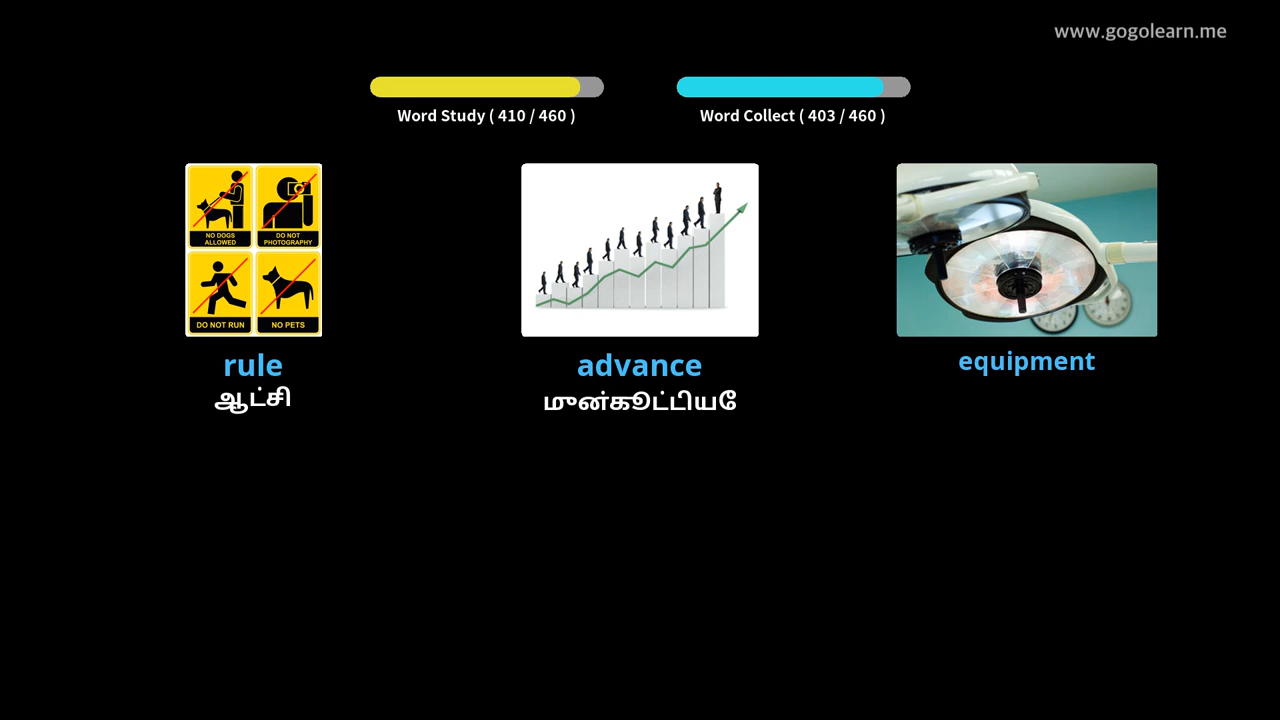 www.gogolearn.me
Word Study ( 410 / 460 )
Word Collect ( 403 / 460 )
NO DOGS
ALLOWED
DO NOT
PHOTOGRAPHY
DO NOT RUN
NO PETS
rule
advance
equipment
ஆட்சி
முன்கூட்டியே